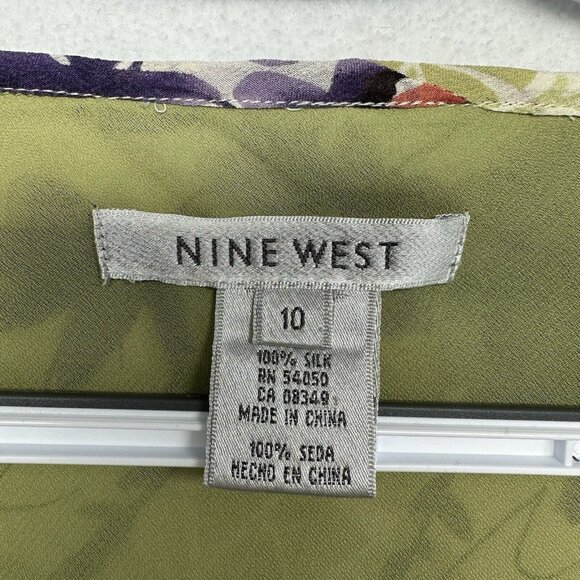 NINE WEST
10
100% SILK
RN 54050
CA 08349
MADE IN CHINA
100% SEDA
HECHO EN CHINA